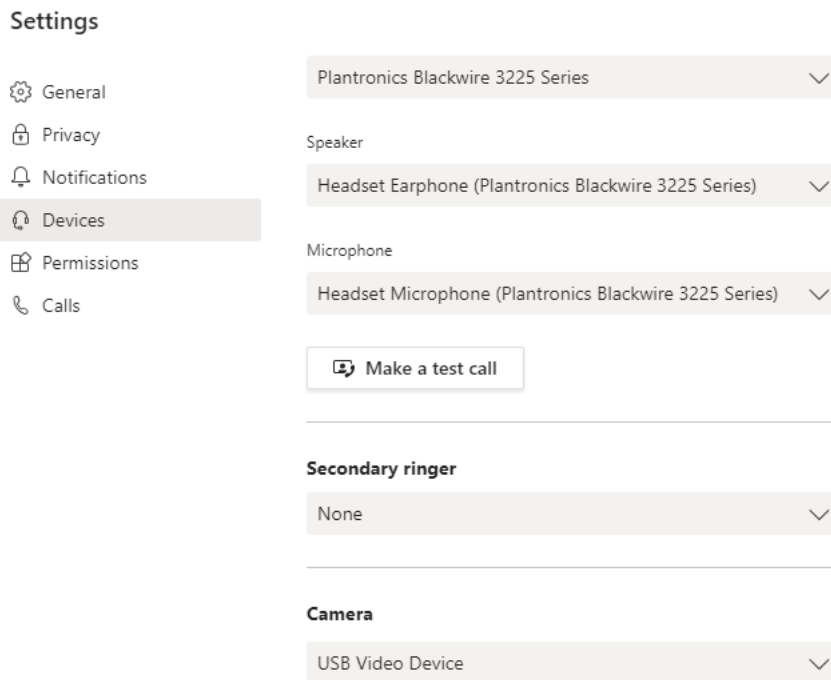 Settings
General
Privacy
Notifications
Devices
Permissions
Calls
Plantronics Blackwire 3225 Series
Speaker
Headset Earphone (Plantronics Blackwire 3225 Series)
Microphone
Headset Microphone (Plantronics Blackwire 3225 Series)
Make a test call
Secondary ringer
None
Camera
USB Video Device